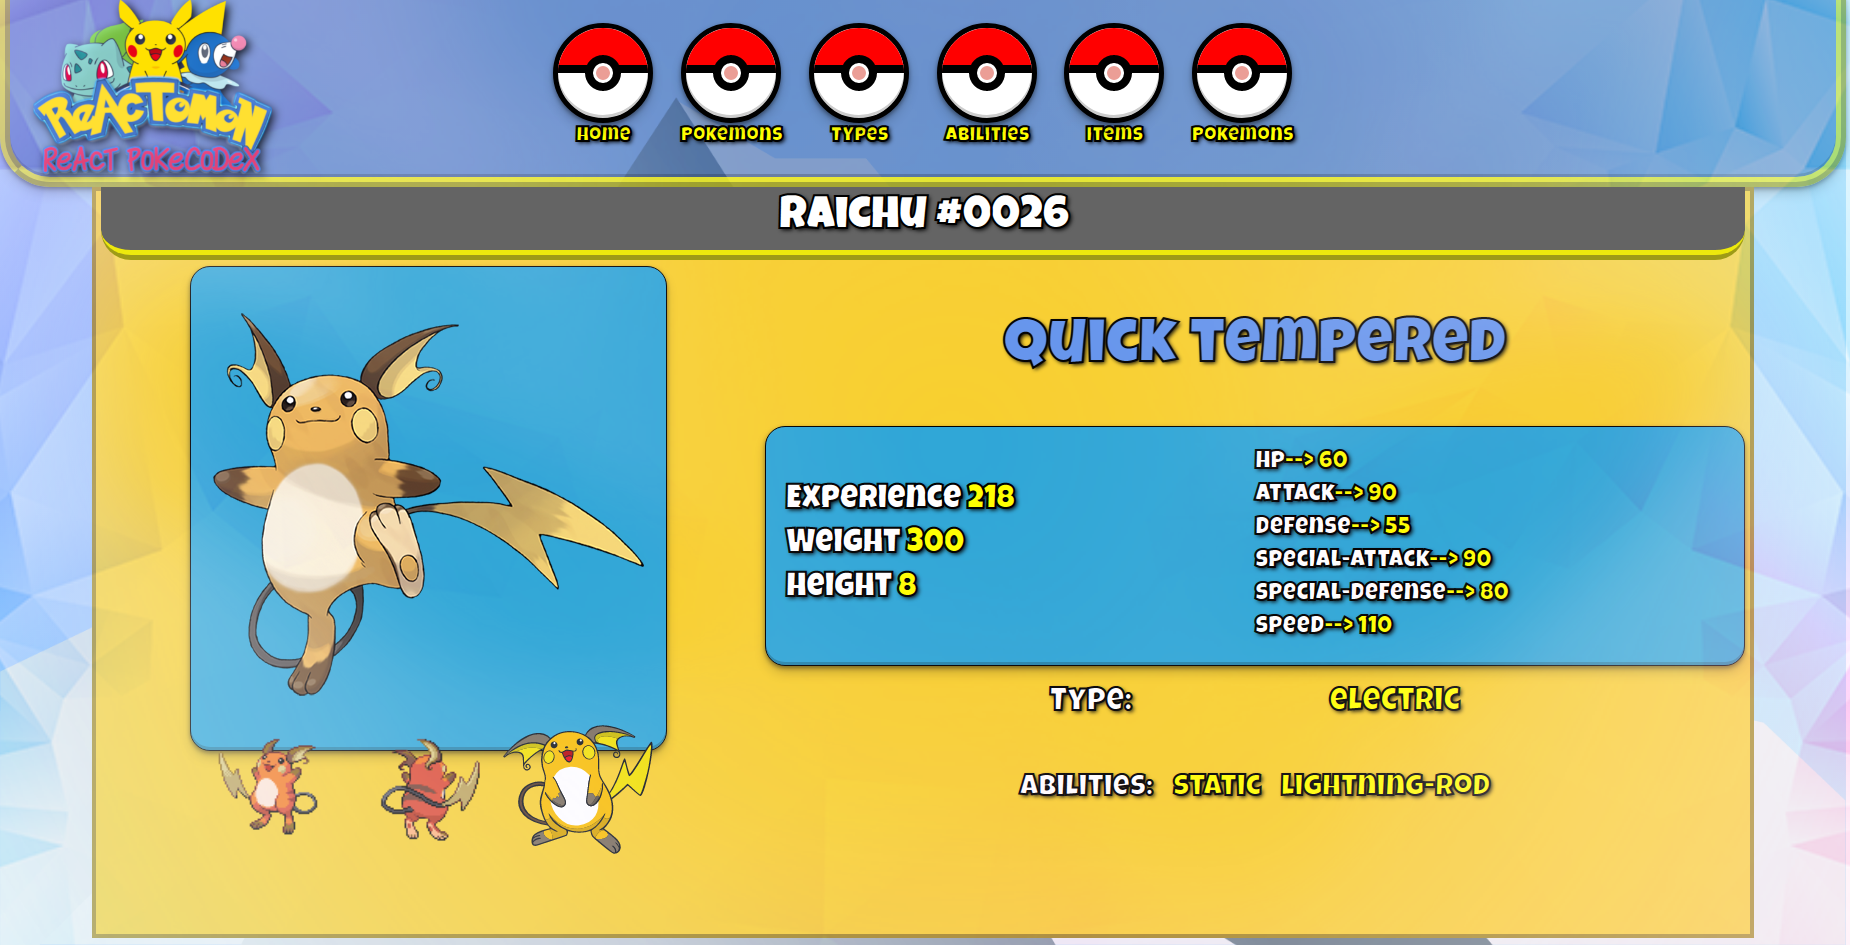 ReAcTomoN
ReAcT PoKeCoDeX
Home
Pokemons
Types
Abilities
Items
Pokemons
RAICHU #0026
Quick Tempered
Experience 218
Weight 300
Height 8
HP--> 60
Attack--> 90
Defense--> 55
Special-Attack--> 90
Special-Defense--> 80
Speed--> 110
Type: Electric
Abilities: Static Lightning-Rod